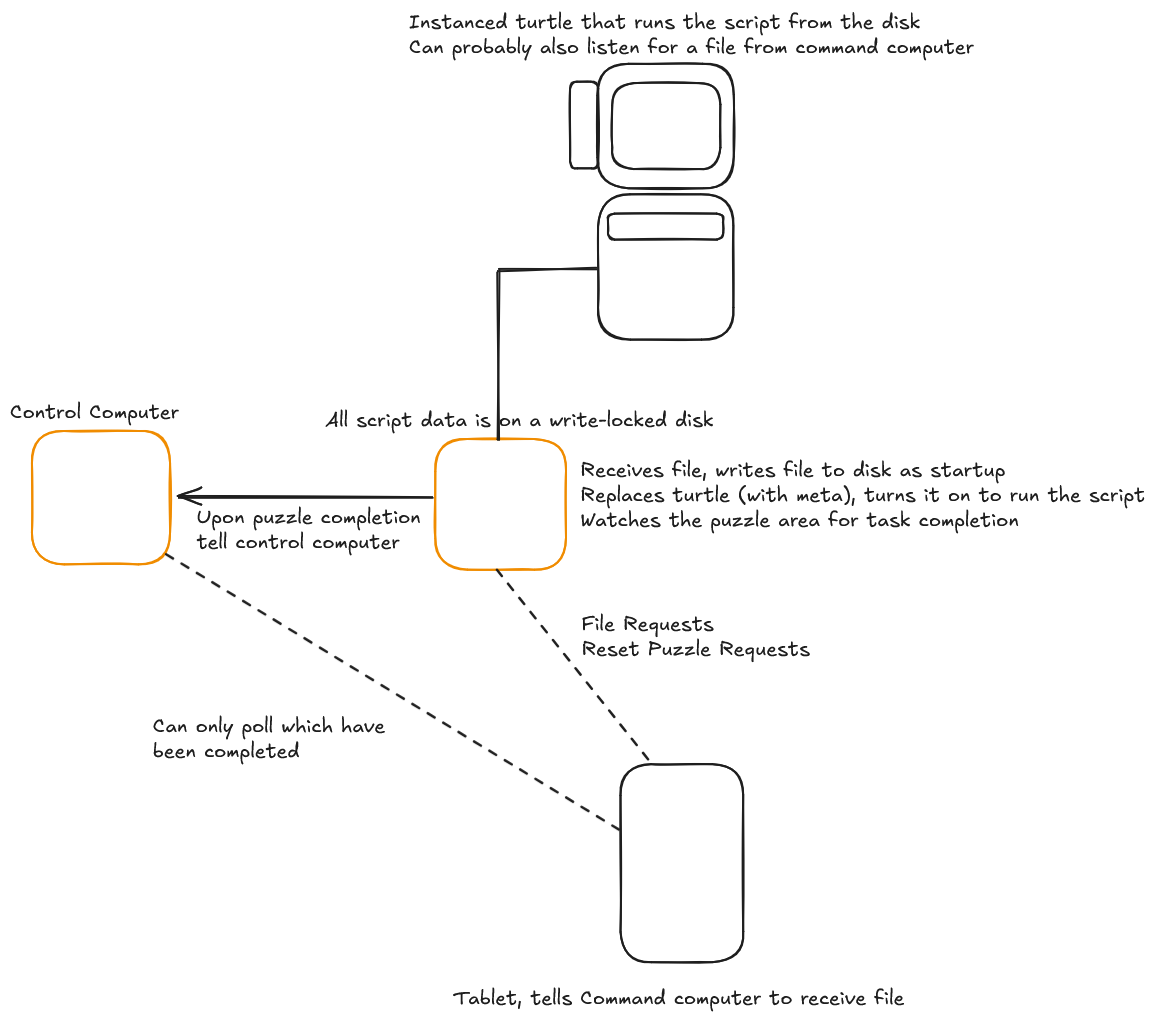 Instanced turtle that runs the script from the disk
Can probably also listen for a file from command computer
Control Computer
All script data is on a write-locked disk
Receives file, writes file to disk as startup
Replaces turtle (with meta), turns it on to run the script
Watches the puzzle area for task completion
Upon puzzle completion
tell control computer
File Requests
Reset Puzzle Requests
Can only poll which have
been completed
Tablet, tells Command computer to receive file